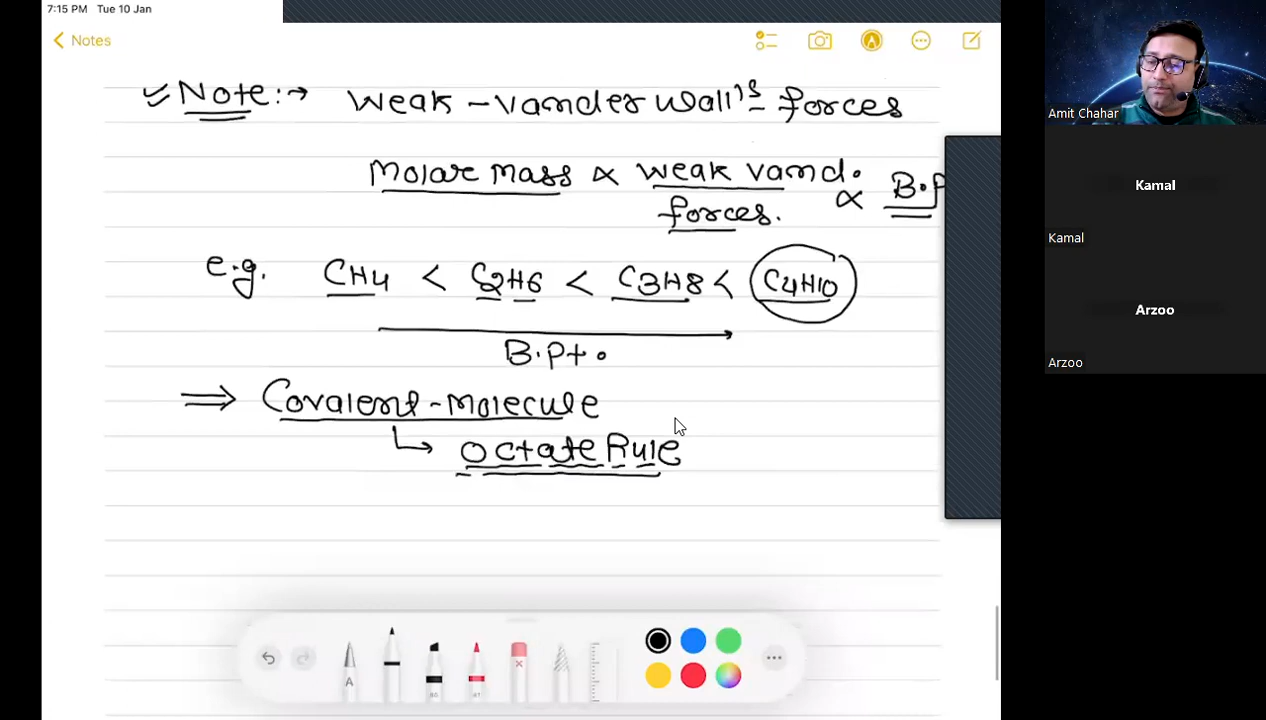 7:15 PM Tue 10 Jan
Notes
Note:→ Weak-vander wall's forces
Molar mass ∝ weak vand.
forces. ∝ B.P
e.g. CH4 < C2H6 < C3H8 < C4H10
B.Pt.
⇒ Covalent-molecule
↳ octate Rule
A
80
Amit Chahar
Kamal
Kamal
Arzoo
Arzoo